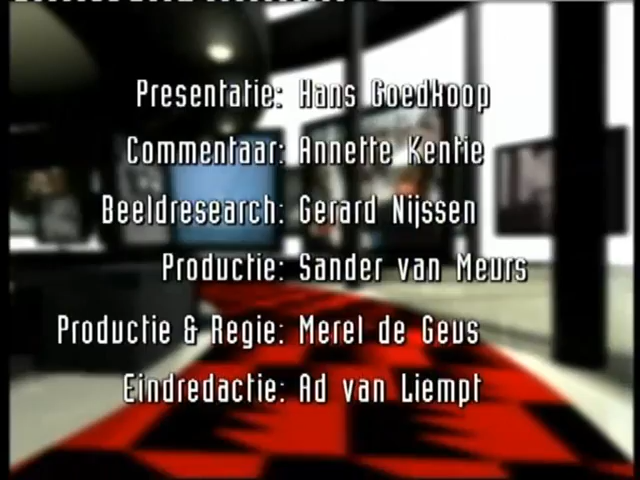 Presentatie: Hans Goedkoop
Commentaar: Annette Kentie
Beeldresearch: Gerard Nijssen
Productie: Sander van Meurs
Productie & Regie: Merel de Geus
Eindredactie: Ad van Liempt